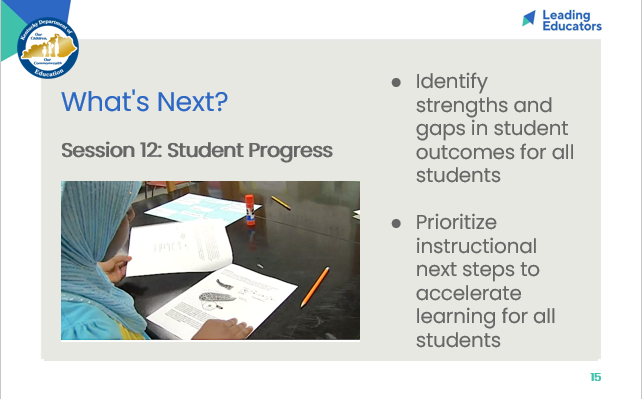 Kentucky Department of
Our
Children,
Our
Commonwealth
Education
Leading
Educators
What's Next?
Session 12: Student Progress
● Identify
strengths and
gaps in student
outcomes for all
students
● Prioritize
instructional
next steps to
accelerate
learning for all
students
15